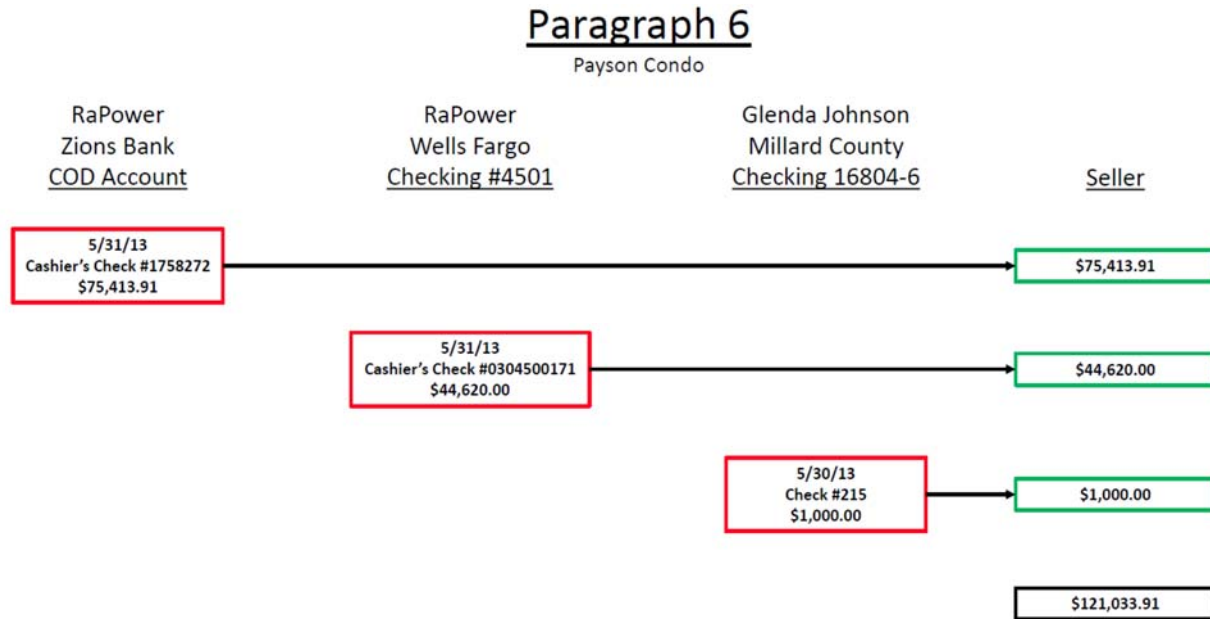 Paragraph 6
Payson Condo
RaPower
Zions Bank
COD Account
RaPower
Wells Fargo
Checking #4501
Glenda Johnson
Millard County
Checking 16804-6
Seller
5/31/13
Cashier's Check #1758272
$75,413.91
$75,413.91
5/31/13
Cashier's Check #0304500171
$44,620.00
$44,620.00
5/30/13
Check #215
$1,000.00
$1,000.00
$121,033.91